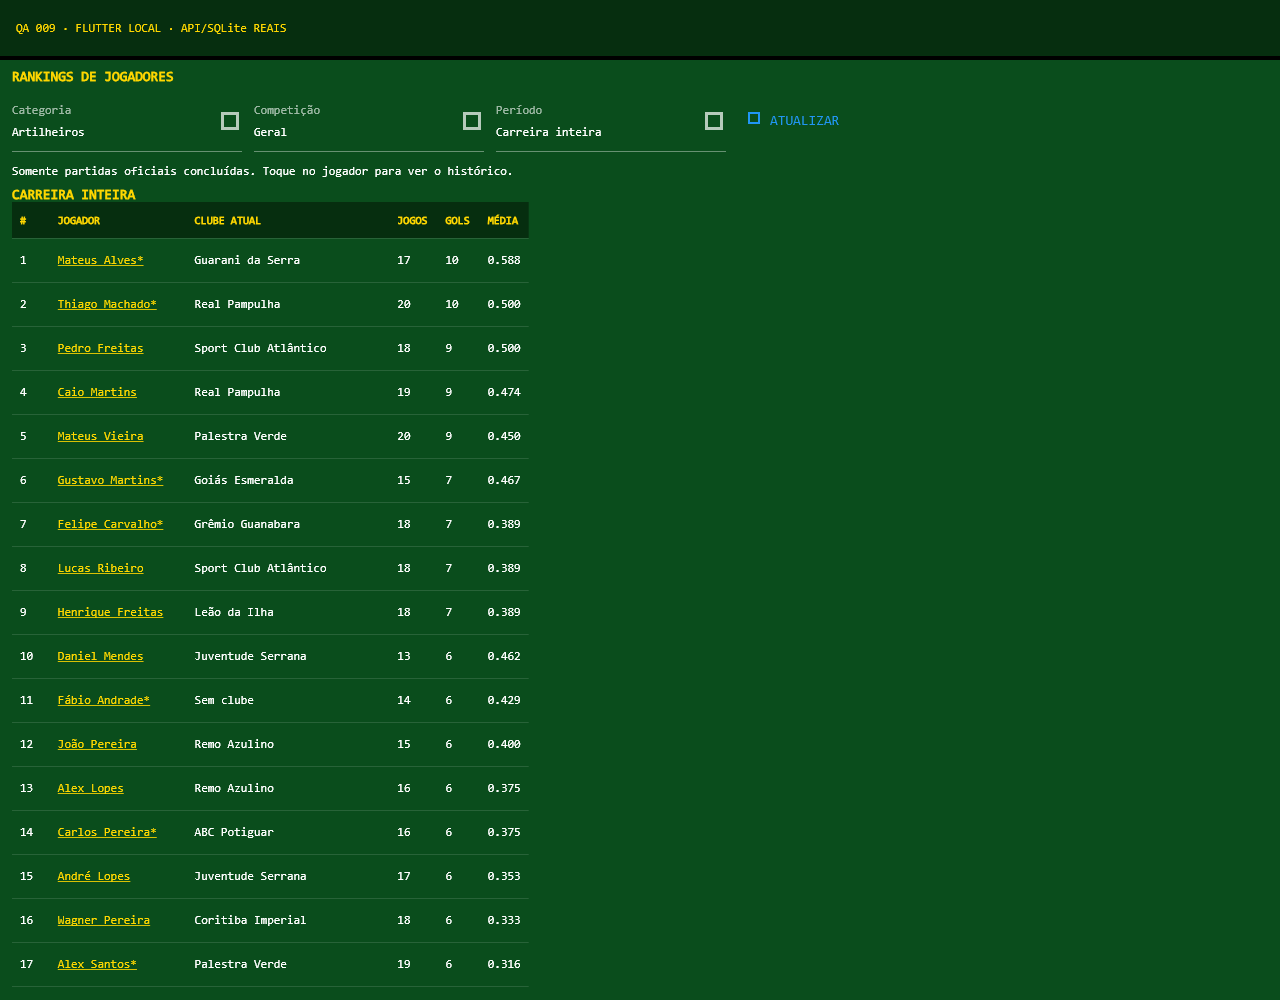 QA 009 · FLUTTER LOCAL · API/SQLite REAIS
RANKINGS DE JOGADORES
Categoria Competição Período
Artilheiros Geral Carreira inteira ATUALIZAR
Somente partidas oficiais concluídas. Toque no jogador para ver o histórico.
CARREIRA INTEIRA
# JOGADOR CLUBE ATUAL JOGOS GOLS MÉDIA
1 Mateus Alves* Guarani da Serra 17 10 0.588
2 Thiago Machado* Real Pampulha 20 10 0.500
3 Pedro Freitas Sport Club Atlântico 18 9 0.500
4 Caio Martins Real Pampulha 19 9 0.474
5 Mateus Vieira Palestra Verde 20 9 0.450
6 Gustavo Martins* Goiás Esmeralda 15 7 0.467
7 Felipe Carvalho* Grêmio Guanabara 18 7 0.389
8 Lucas Ribeiro Sport Club Atlântico 18 7 0.389
9 Henrique Freitas Leão da Ilha 18 7 0.389
10 Daniel Mendes Juventude Serrana 13 6 0.462
11 Fábio Andrade* Sem clube 14 6 0.429
12 João Pereira Remo Azulino 15 6 0.400
13 Alex Lopes Remo Azulino 16 6 0.375
14 Carlos Pereira* ABC Potiguar 16 6 0.375
15 André Lopes Juventude Serrana 17 6 0.353
16 Wagner Pereira Coritiba Imperial 18 6 0.333
17 Alex Santos* Palestra Verde 19 6 0.316